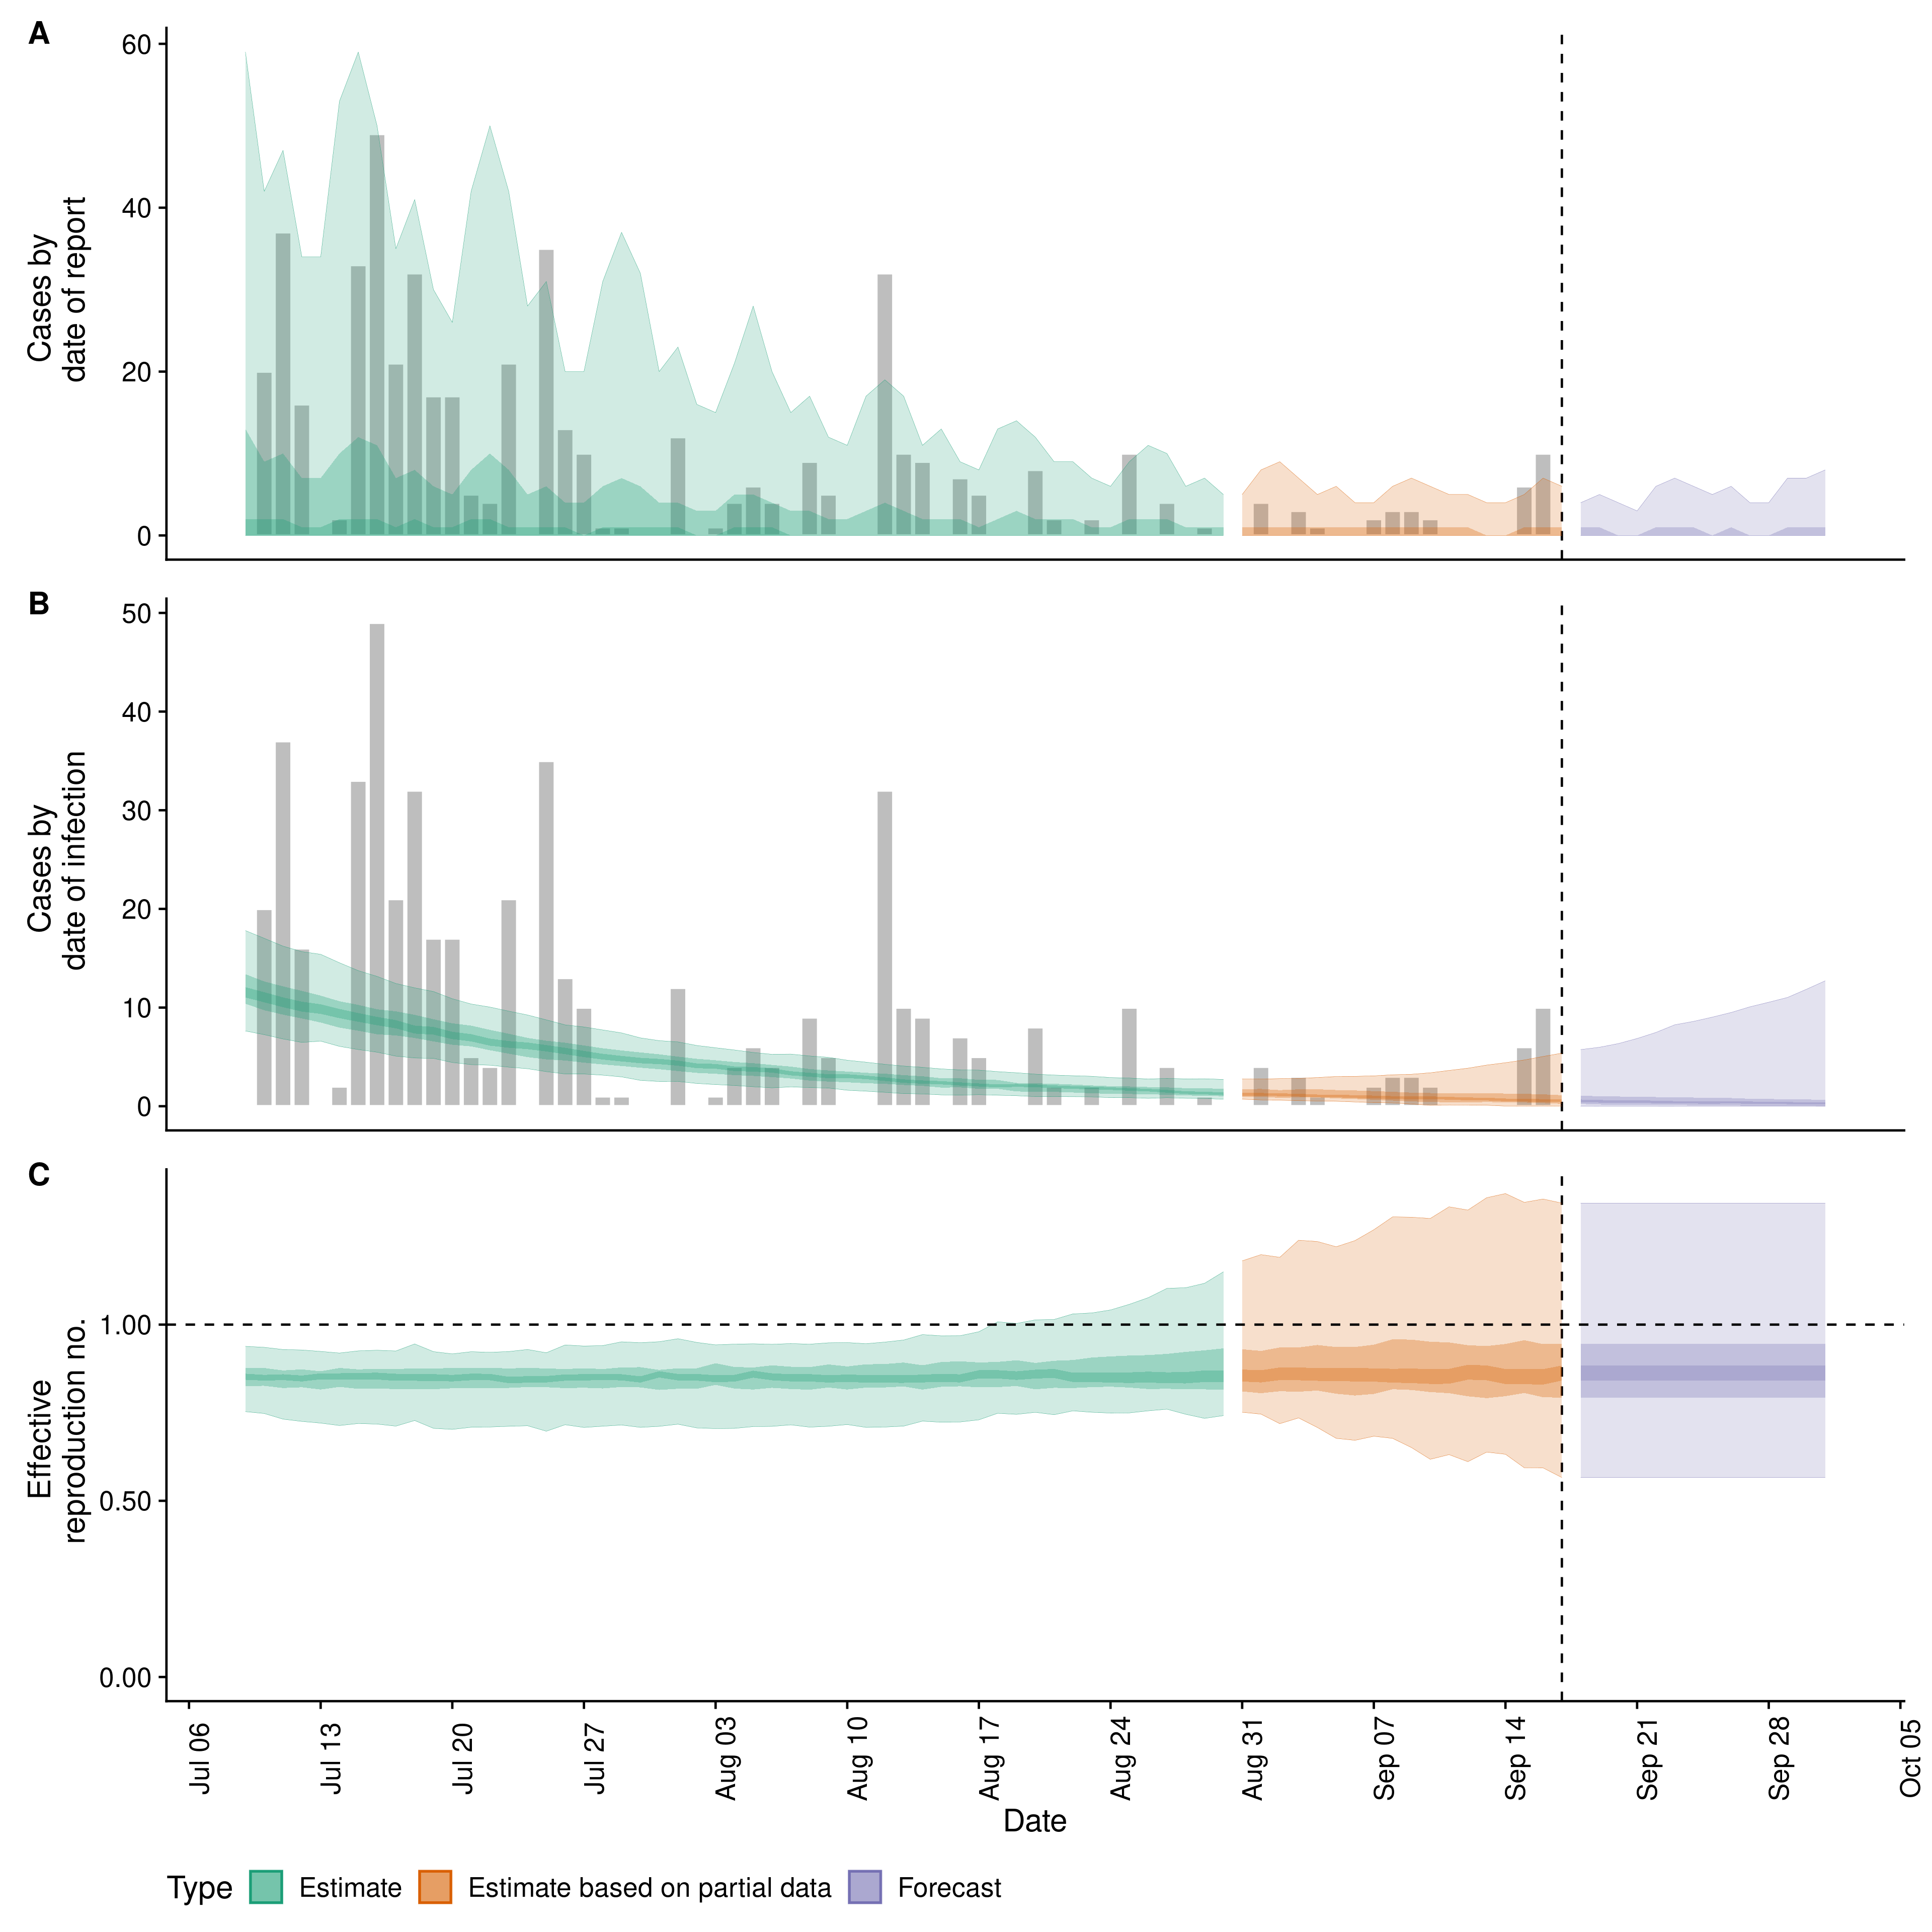 A
Cases by
date of report
60
40
20
0
B
Cases by
date of infection
50
40
30
20
10
0
C
Effective
reproduction no.
1.00
0.50
0.00
Jul 06
Jul 13
Jul 20
Jul 27
Aug 03
Aug 10
Aug 17
Aug 24
Aug 31
Sep 07
Sep 14
Sep 21
Sep 28
Oct 05
Date
Type Estimate Estimate based on partial data Forecast